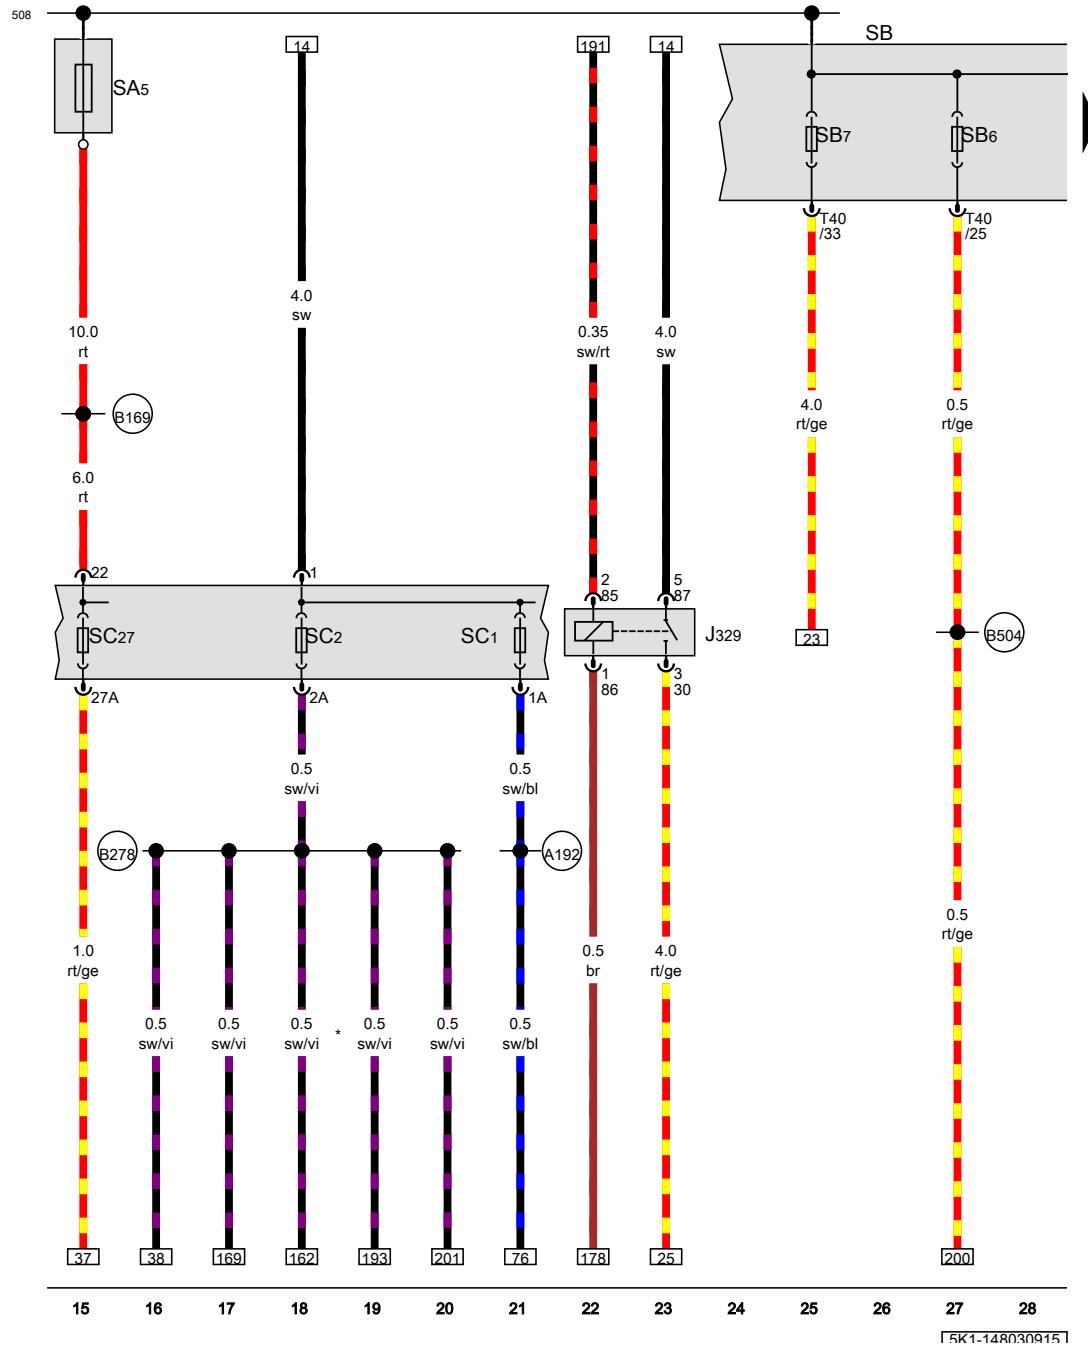 508
SA5
14
191
14
SB
SB7
SB6
T40
/33
T40
/25
10.0
rt
4.0
sw
0.35
sw/rt
4.0
sw
4.0
rt/ge
0.5
rt/ge
B169
6.0
rt
22
1
2
85
5
87
SC27
SC2
SC1
J329
23
B504
27A
2A
1A
1
86
3
30
0.5
sw/vi
0.5
sw/bl
B278
A192
1.0
rt/ge
0.5
br
4.0
rt/ge
0.5
rt/ge
0.5
sw/vi
0.5
sw/vi
0.5
sw/vi
*
0.5
sw/vi
0.5
sw/vi
0.5
sw/bl
37
38
169
162
193
201
76
178
25
200
15 16 17 18 19 20 21 22 23 24 25 26 27 28
5K1-148030915